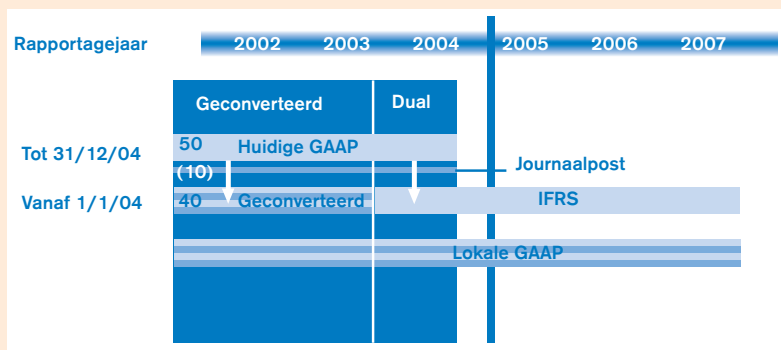 Rapportagejaar 2002 2003 2004 2005 2006 2007
Geconverteerd Dual
Tot 31/12/04 50 Huidige GAAP
(10) Journaalpost
Vanaf 1/1/04 40 Geconverteerd IFRS
Lokale GAAP